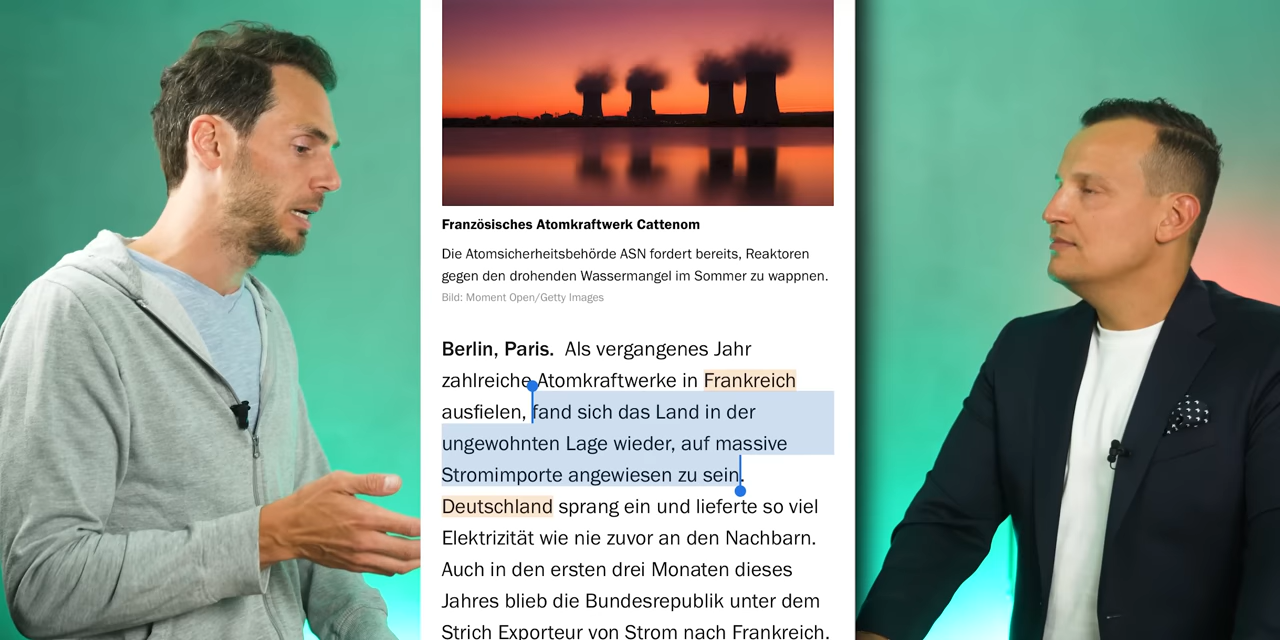 Französisches Atomkraftwerk Cattenom
Die Atomsicherheitsbehörde ASN fordert bereits, Reaktoren
gegen den drohenden Wassermangel im Sommer zu wappnen.
Bild: Moment Open/Getty Images
Berlin, Paris. Als vergangenes Jahr
zahlreiche Atomkraftwerke in Frankreich
ausfielen, fand sich das Land in der
ungewohnten Lage wieder, auf massive
Stromimporte angewiesen zu sein.
Deutschland sprang ein und lieferte so viel
Elektrizität wie nie zuvor an den Nachbarn.
Auch in den ersten drei Monaten dieses
Jahres blieb die Bundesrepublik unter dem
Strich Exporteur von Strom nach Frankreich.